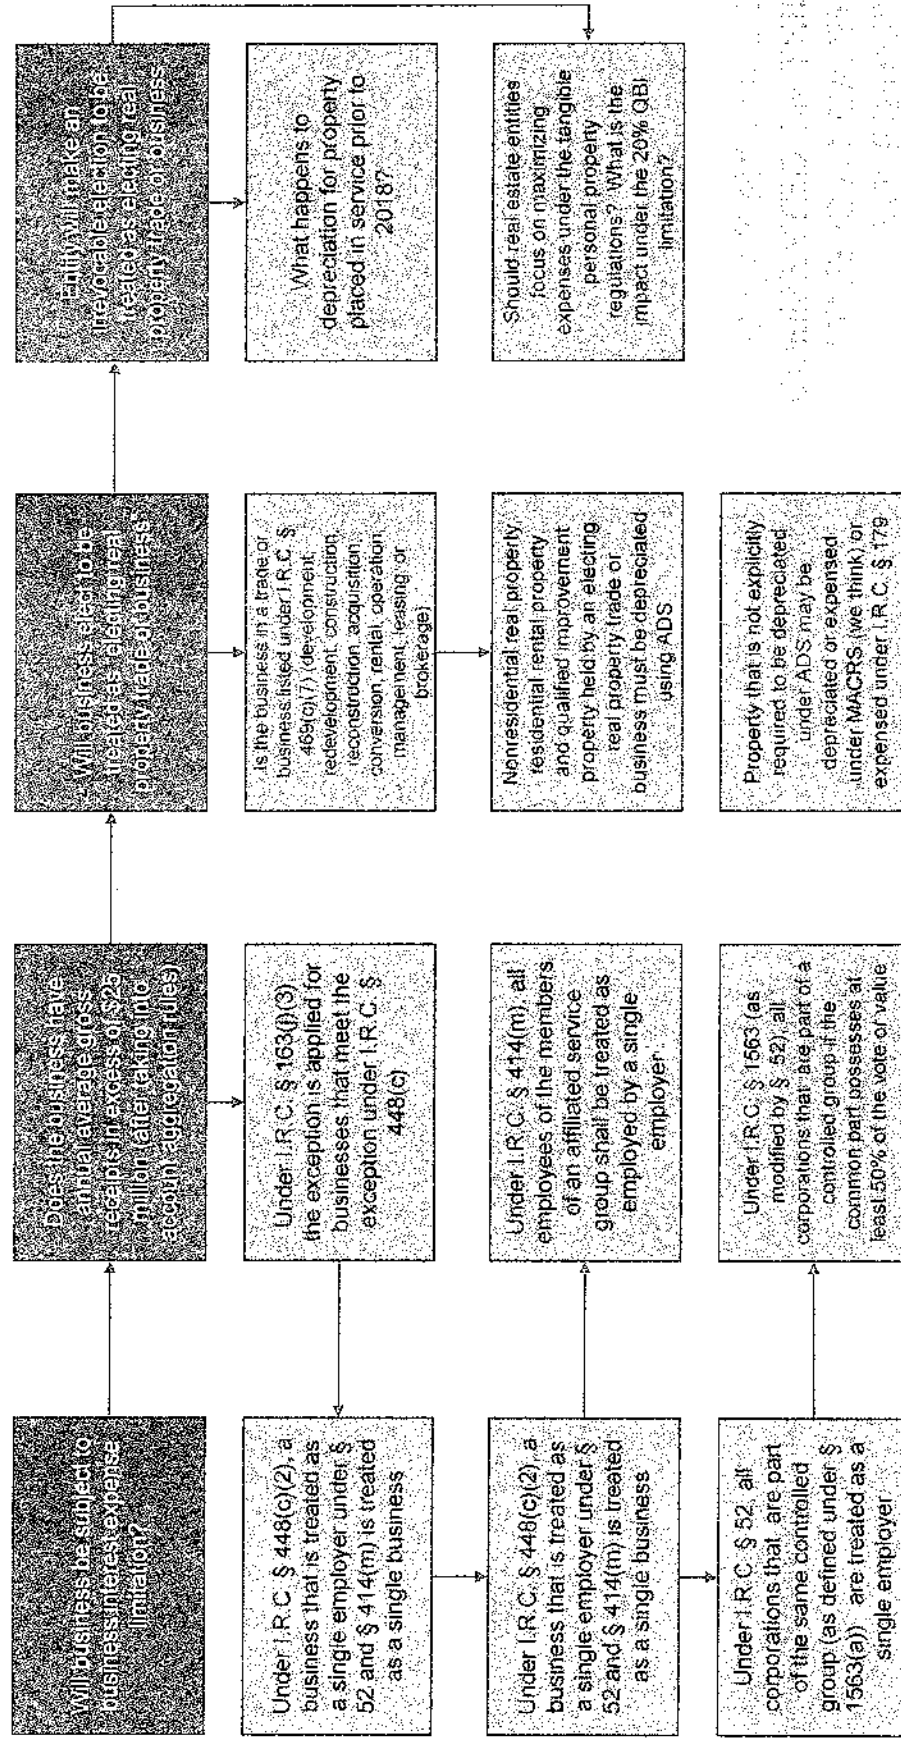 Will business be subject to
business interest expense
limitation?
Does the business have
annual average gross
receipts in excess of $25
million (after taking into
account aggregation rules)
Will business elect to be
treated as "electing real
property trade or business"
Entity will make an
irrevocable election to be
treated as electing real
property trade or business
Under I.R.C. § 448(c)(2), a
business that is treated as
a single employer under §
52 and § 414(m) is treated
as a single business
Under I.R.C. § 163(j)(3)
the exception is applied for
businesses that meet the
exception under I.R.C. §
448(c)
Is the business in a trade or
business listed under I.R.C. §
469(c)(7) (development,
redevelopment, construction,
reconstruction, acquisition,
conversion, rental, operation,
management, leasing, or
brokerage)
What happens to
depreciation for property
placed in service prior to
2018?
Under I.R.C. § 448(c)(2), a
business that is treated as
a single employer under §
52 and § 414(m) is treated
as a single business
Under I.R.C. § 414(m), all
employees of the members
of an affiliated service
group shall be treated as
employed by a single
employer
Nonresidential real property,
residential rental property
and qualified improvement
property held by an electing
real property trade or
business must be depreciated
using ADS
Should real estate entities
focus on maximizing
expenses under the tangible
personal property
regulations? What is the
impact under the 20% QBI
limitation?
Under I.R.C. § 52, all
corporations that are part
of the same controlled
group (as defined under §
1563(a)) are treated as a
single employer
Under I.R.C. § 1563 (as
modified by § 52), all
corporations that are part of a
controlled group if the
common part possesses at
least 50% of the vote or value
Property that is not explicitly
required to be depreciated
under ADS may be
depreciated or expensed
under MACRS (we think) or
expensed under I.R.C. § 179